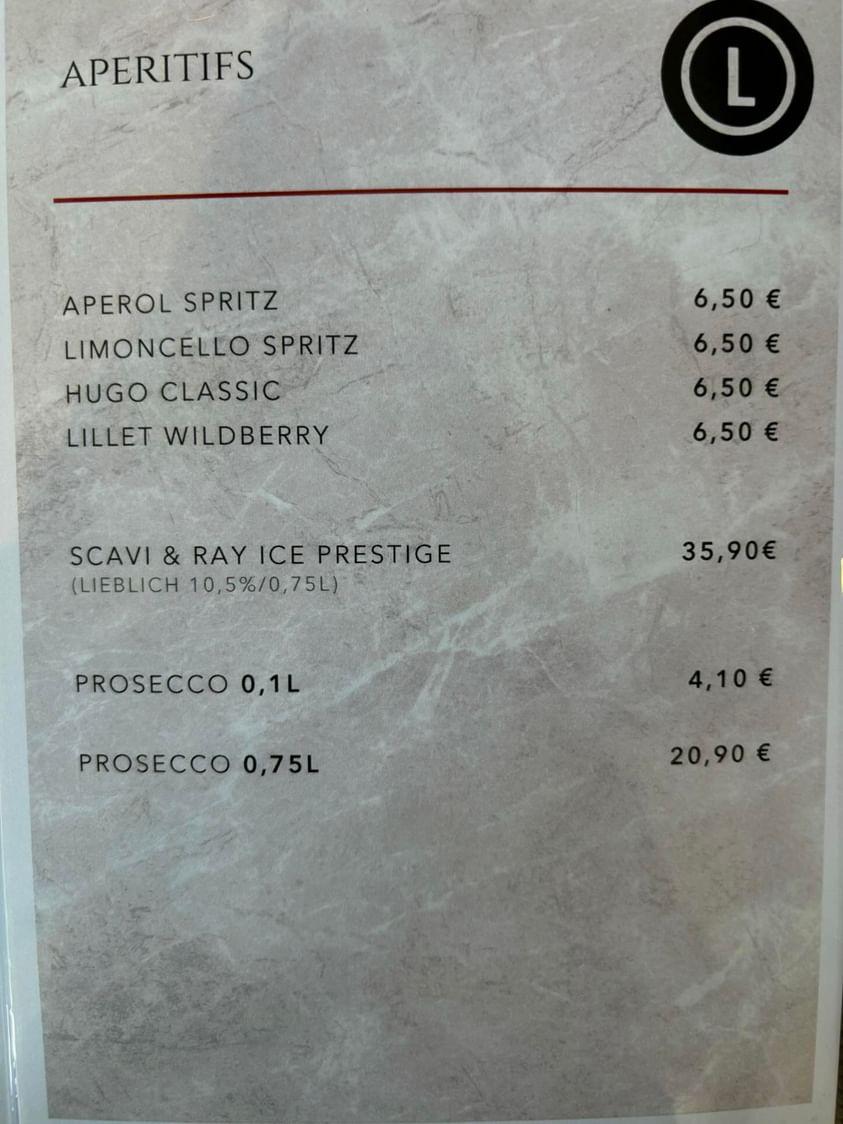 APERITIFS
L
APEROL SPRITZ 6,50 €
LIMONCELLO SPRITZ 6,50 €
HUGO CLASSIC 6,50 €
LILLET WILDBERRY 6,50 €
SCAVI & RAY ICE PRESTIGE 35,90€
(LIEBLICH 10,5%/0,75L)
PROSECCO 0,1L 4,10 €
PROSECCO 0,75L 20,90 €